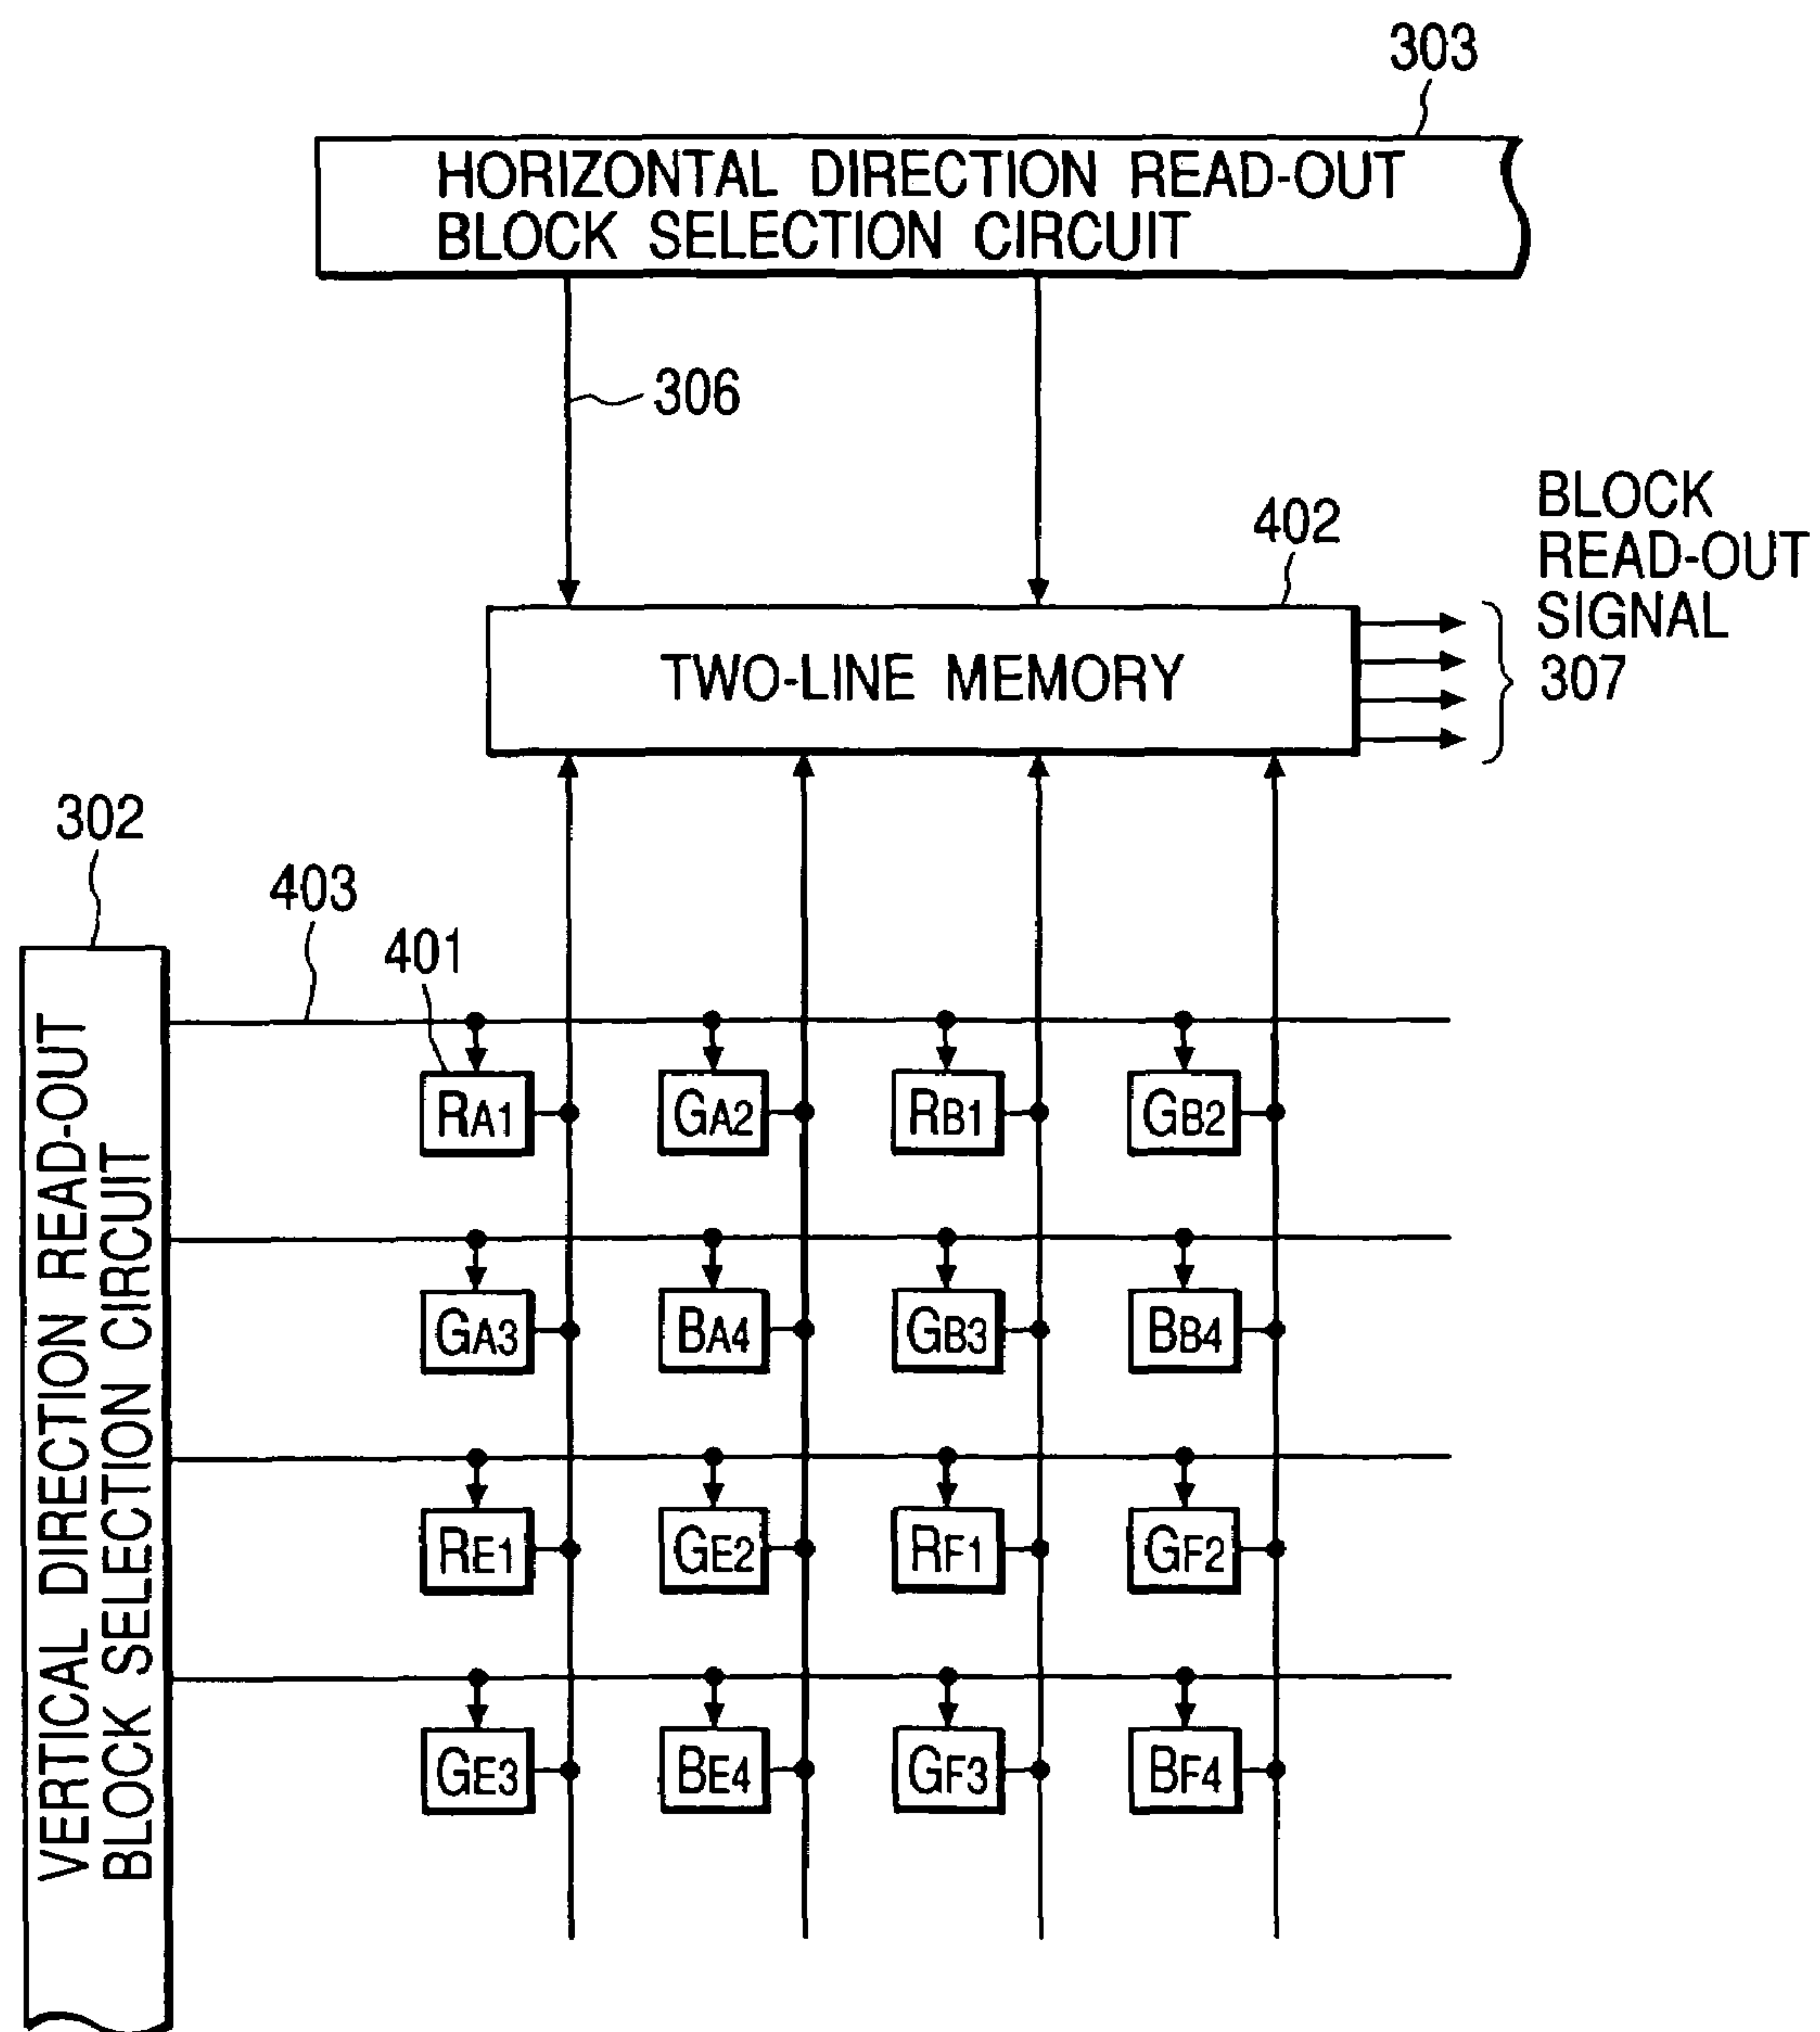 303
HORIZONTAL DIRECTION READ-OUT
BLOCK SELECTION CIRCUIT
306
402
BLOCK
READ-OUT
SIGNAL
307
TWO-LINE MEMORY
302
403
401
VERTICAL DIRECTION READ-OUT
BLOCK SELECTION CIRCUIT
RA1 GA2 RB1 GB2
GA3 BA4 GB3 BB4
RE1 GE2 RF1 GF2
GE3 BE4 GF3 BF4